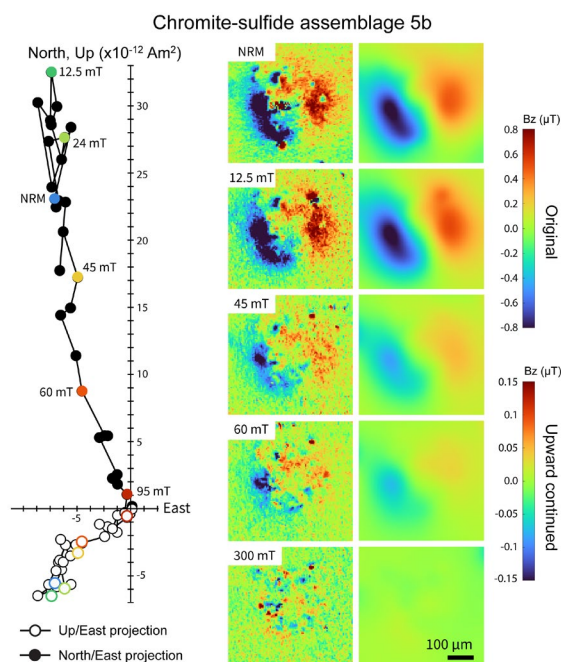 Chromite-sulfide assemblage 5b
North, Up (x10⁻¹² Am²)
12.5 mT
30
24 mT
25
NRM
20
45 mT
15
10
60 mT
5
95 mT
-5
East
-5
Up/East projection
North/East projection
NRM
12.5 mT
45 mT
60 mT
300 mT
100 µm
Bz (µT)
0.8
0.6
0.4
0.2
0.0
-0.2
-0.4
-0.6
-0.8
Original
Bz (µT)
0.15
0.10
0.05
0.00
-0.05
-0.10
-0.15
Upward continued